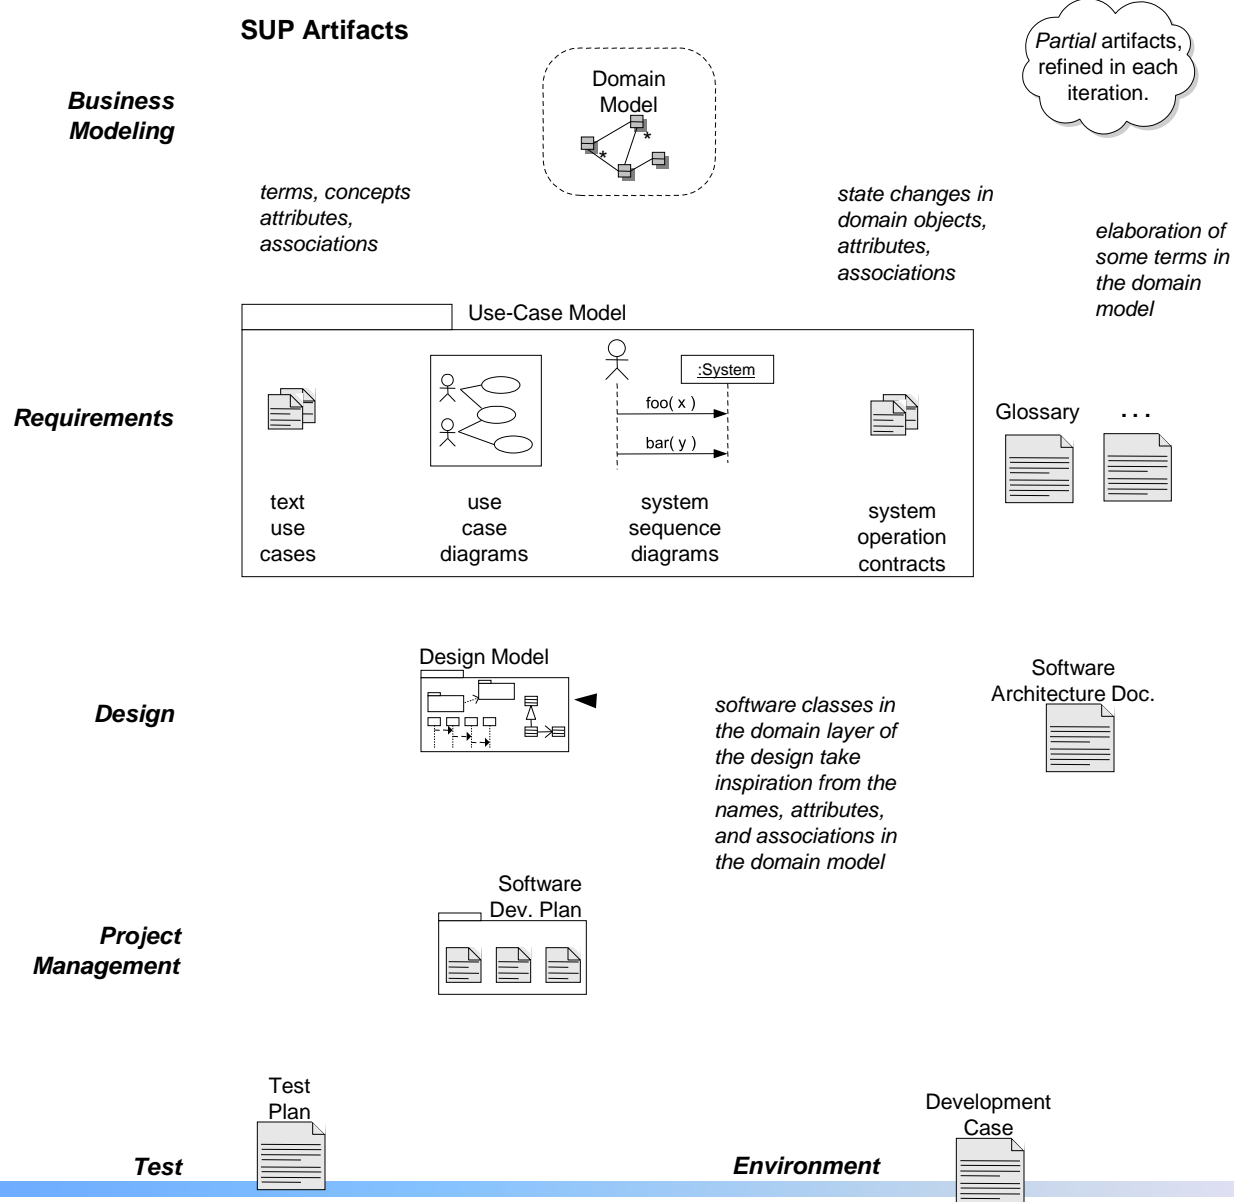 SUP Artifacts
Partial artifacts,
refined in each
iteration.
Business
Modeling
Domain
Model
*
*
terms, concepts
attributes,
associations
state changes in
domain objects,
attributes,
associations
elaboration of
some terms in
the domain
model
Use-Case Model
Requirements
:System
foo( x )
bar( y )
text
use
cases
use
case
diagrams
system
sequence
diagrams
system
operation
contracts
Glossary
. . .
Design
Design Model
software classes in
the domain layer of
the design take
inspiration from the
names, attributes,
and associations in
the domain model
Software
Architecture Doc.
Project
Management
Software
Dev. Plan
Test
Test
Plan
Environment
Development
Case